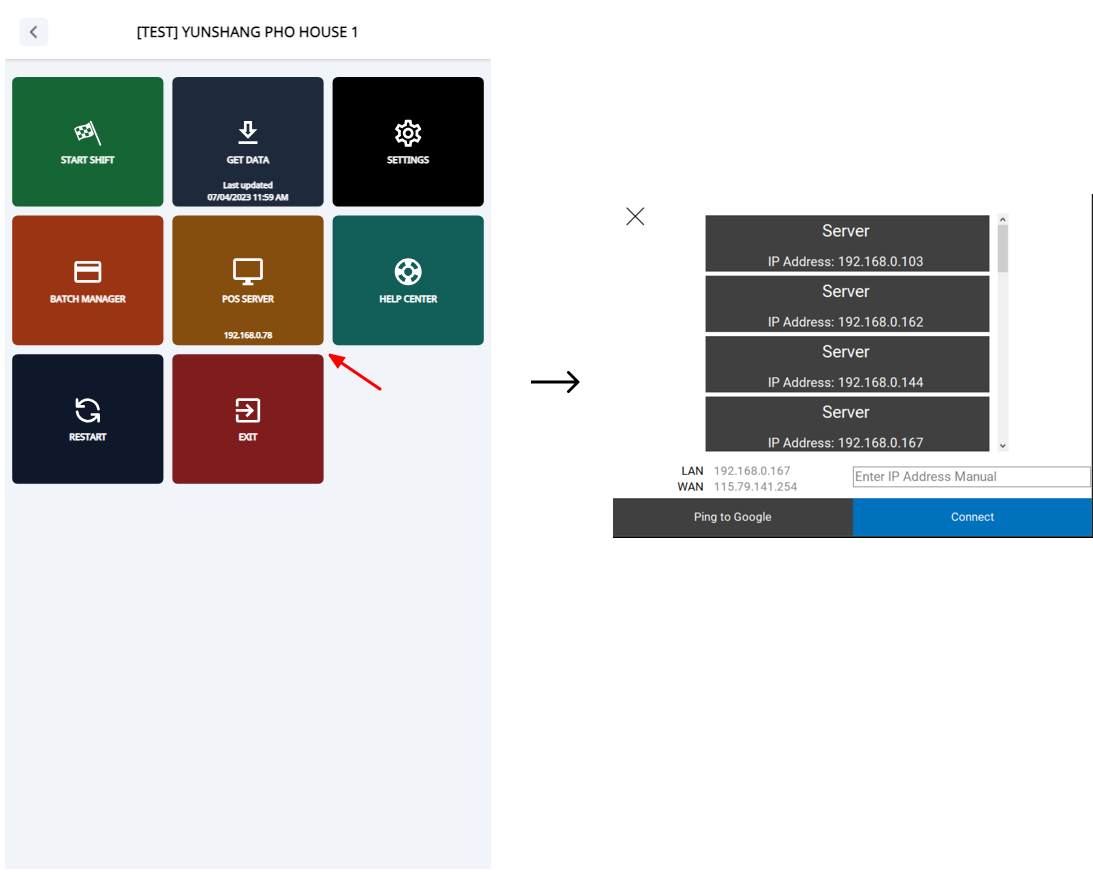 [TEST] YUNSHANG PHO HOUSE 1
START SHIFT
GET DATA
Last updated
07/04/2023 11:59 AM
SETTINGS
BATCH MANAGER
POS SERVER
192.168.0.78
HELP CENTER
RESTART
EXIT
Server
IP Address: 192.168.0.103
Server
IP Address: 192.168.0.162
Server
IP Address: 192.168.0.144
Server
IP Address: 192.168.0.167
LAN 192.168.0.167
WAN 115.79.141.254
Enter IP Address Manual
Ping to Google
Connect